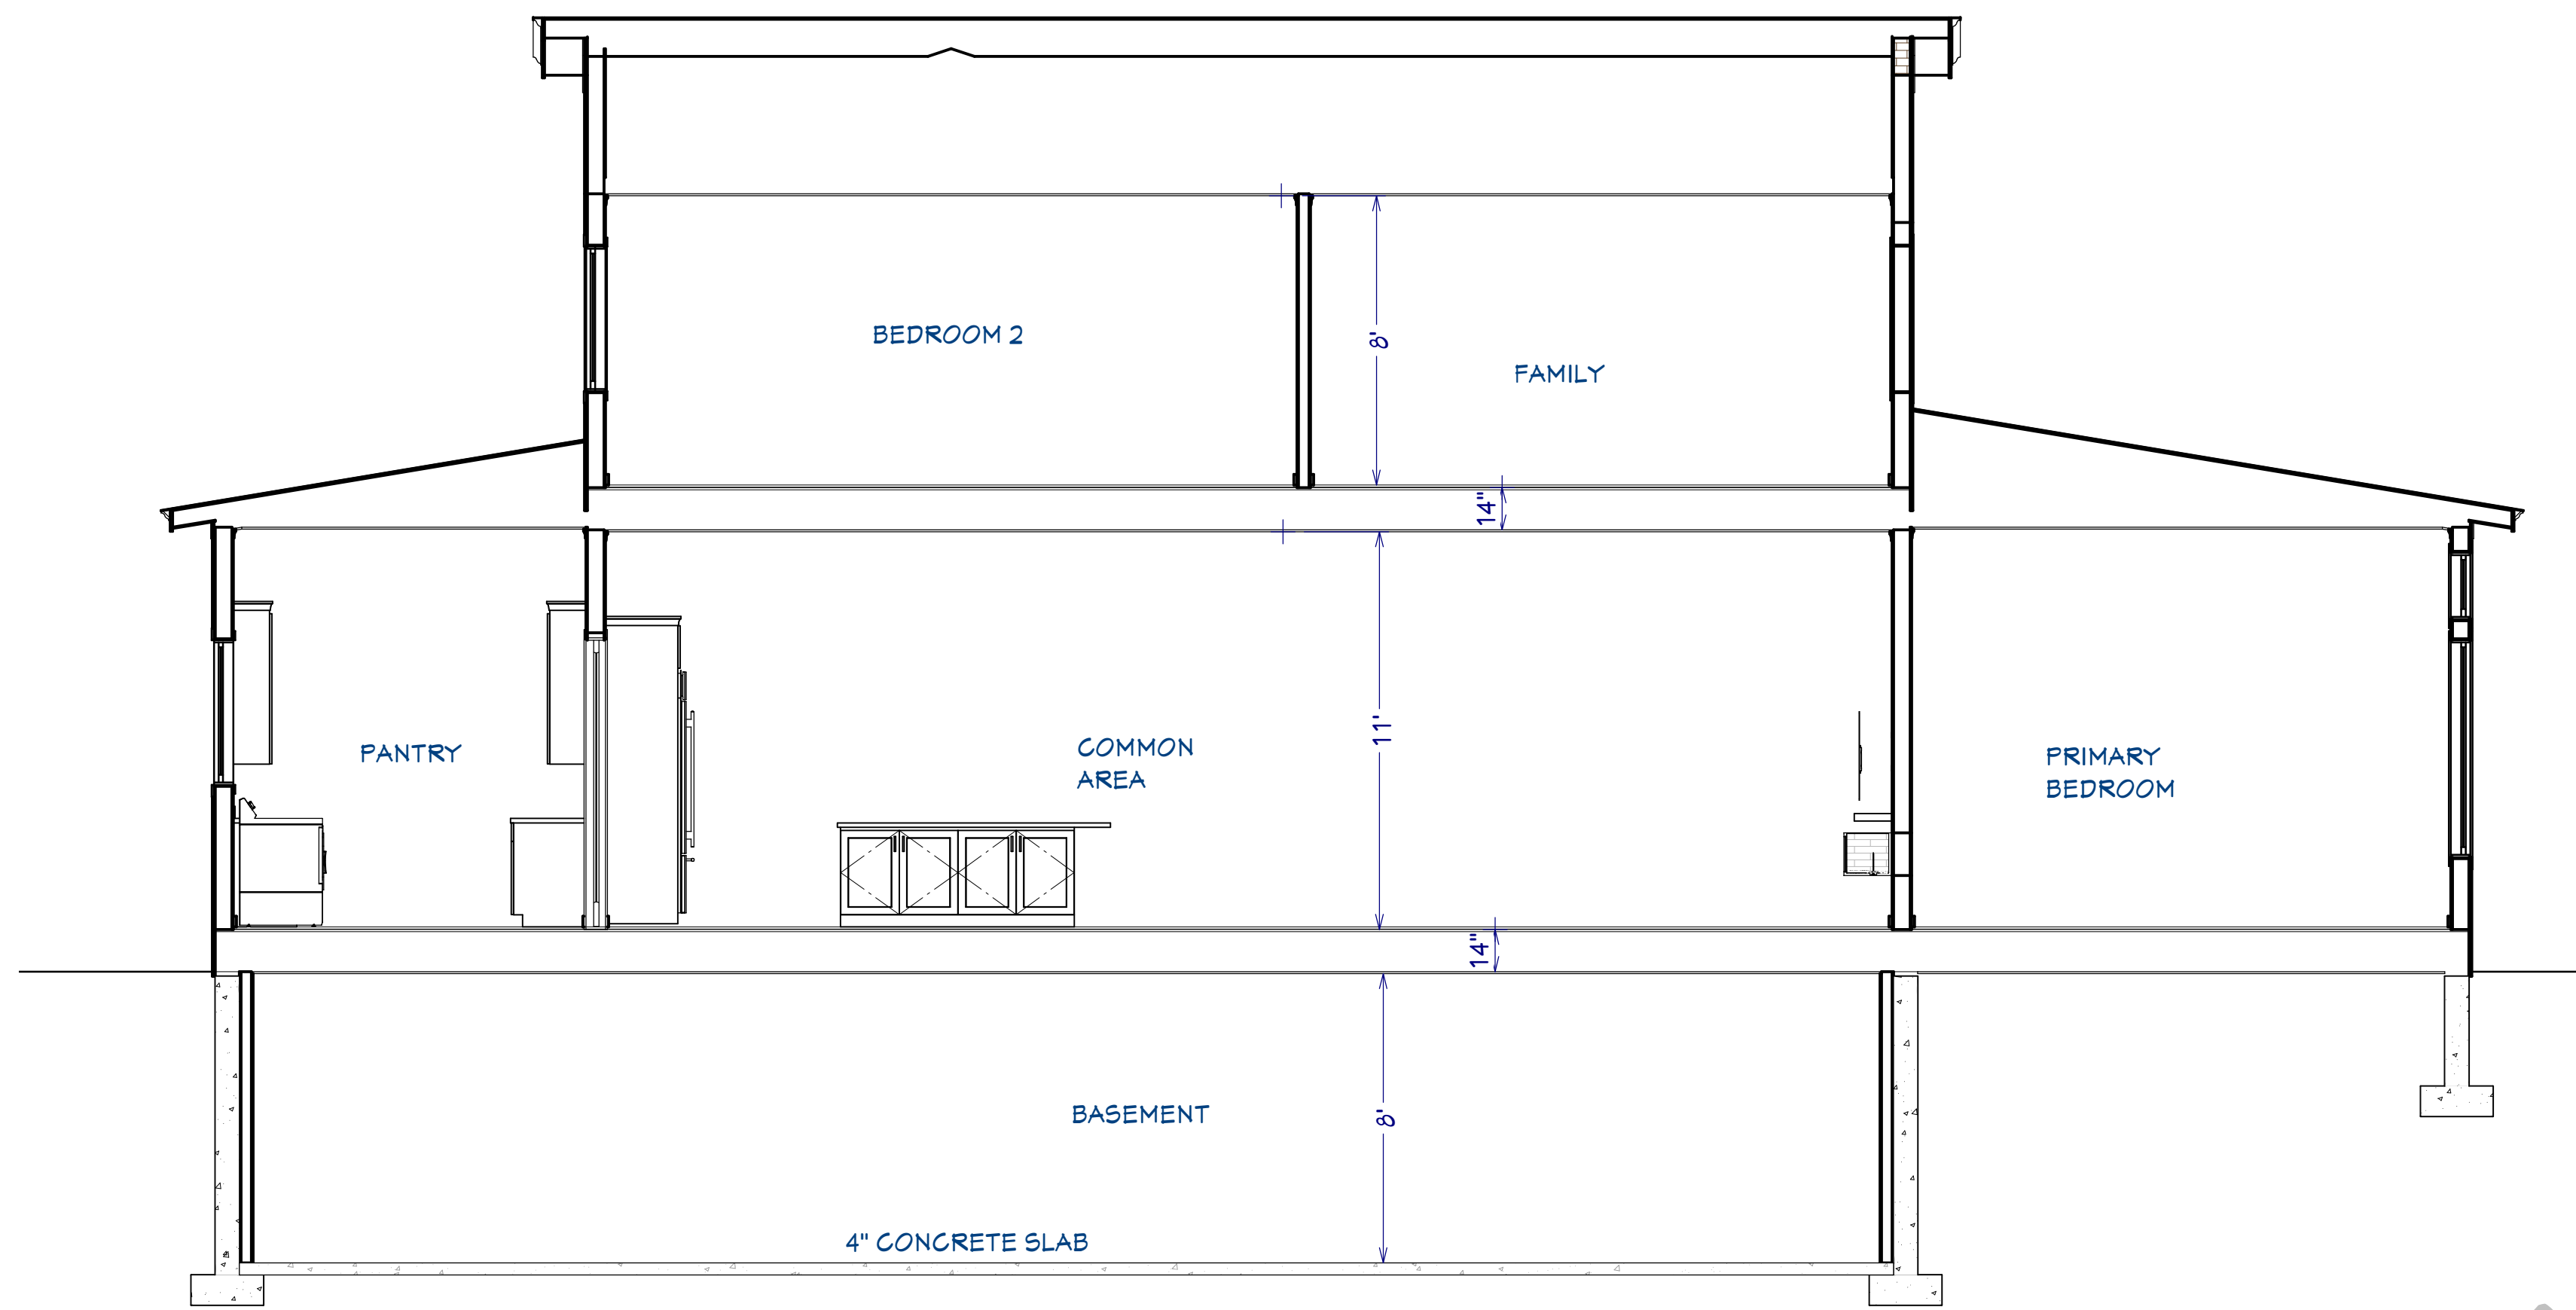 8'
BEDROOM 2
FAMILY
14"
11'
PANTRY
COMMON
AREA
PRIMARY
BEDROOM
14"
8'
BASEMENT
4" CONCRETE SLAB